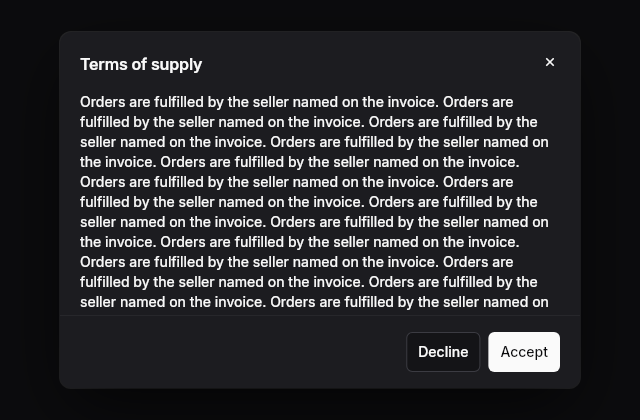 Terms of supply
×
Orders are fulfilled by the seller named on the invoice. Orders are
fulfilled by the seller named on the invoice. Orders are fulfilled by the
seller named on the invoice. Orders are fulfilled by the seller named on
the invoice. Orders are fulfilled by the seller named on the invoice.
Orders are fulfilled by the seller named on the invoice. Orders are
fulfilled by the seller named on the invoice. Orders are fulfilled by the
seller named on the invoice. Orders are fulfilled by the seller named on
the invoice. Orders are fulfilled by the seller named on the invoice.
Orders are fulfilled by the seller named on the invoice. Orders are
fulfilled by the seller named on the invoice. Orders are fulfilled by the
seller named on the invoice. Orders are fulfilled by the seller named on
Decline
Accept